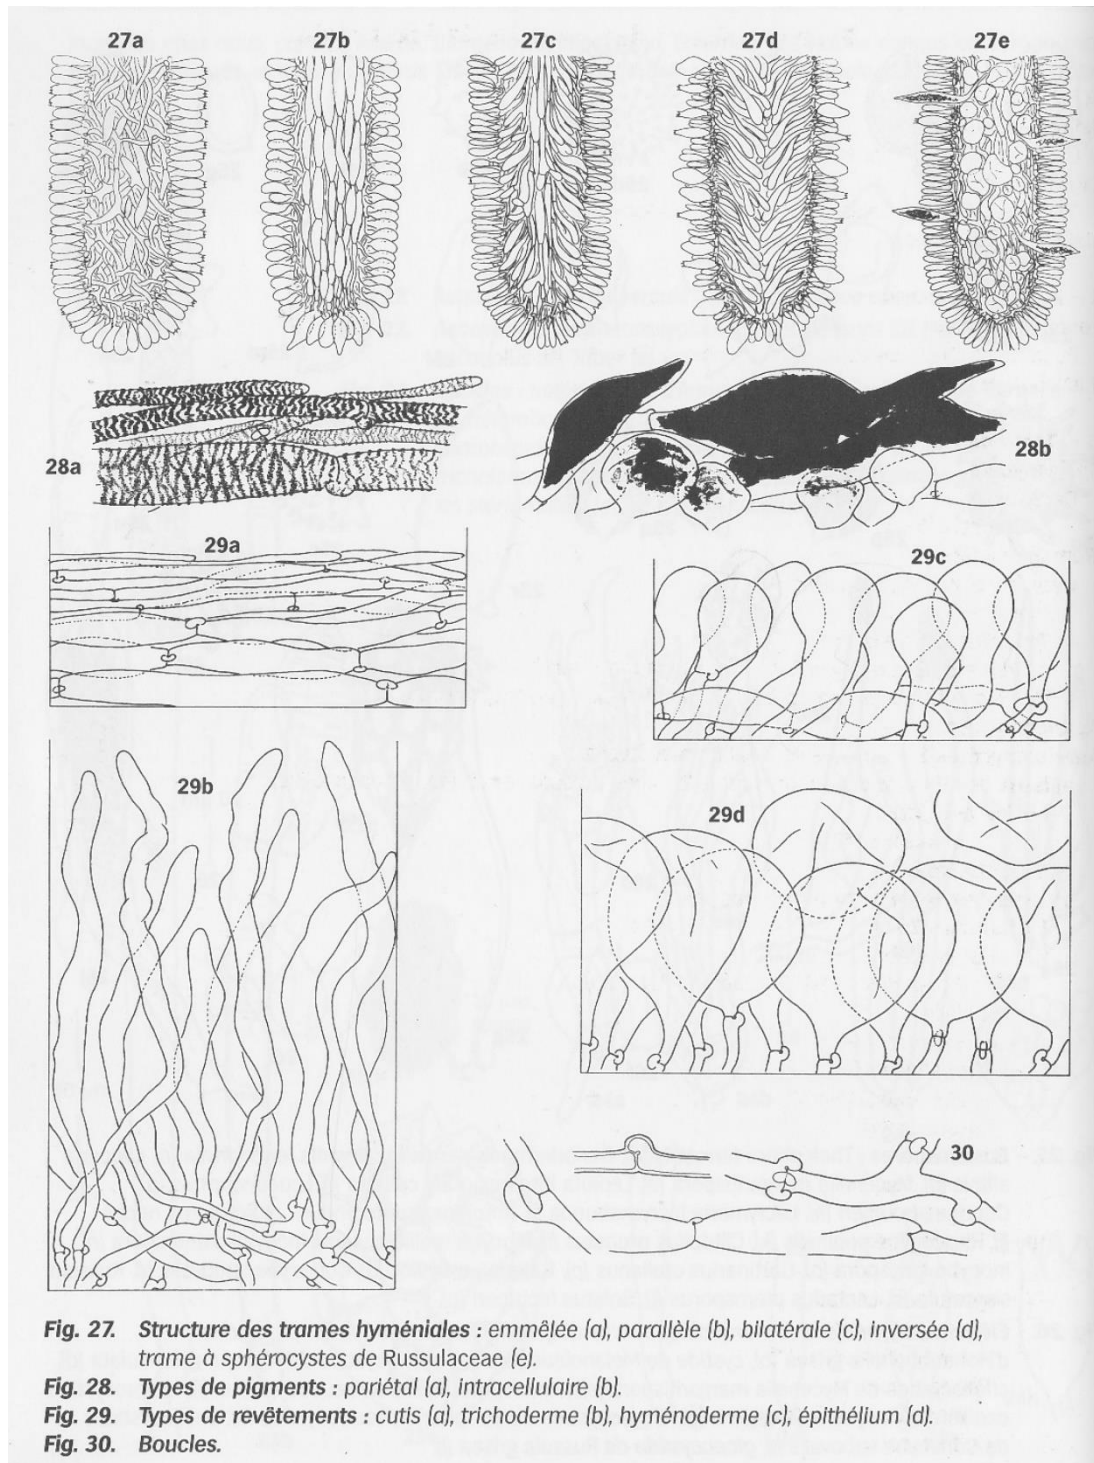 27a 27b 27c 27d 27e
28a
28b
29a
29c
29b
29d
30
Fig. 27. Structure des trames hyméniales : emmêlée (a), parallèle (b), bilatérale (c), inversée (d),
trame à sphérocystes de Russulaceae (e).
Fig. 28. Types de pigments : pariétal (a), intracellulaire (b).
Fig. 29. Types de revêtements : cutis (a), trichoderme (b), hyménoderme (c), épithélium (d).
Fig. 30. Boucles.